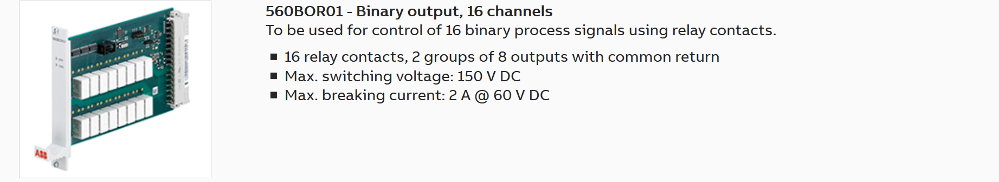 560BOR01 - Binary output, 16 channels
To be used for control of 16 binary process signals using relay contacts.
■ 16 relay contacts, 2 groups of 8 outputs with common return
■ Max. switching voltage: 150 V DC
■ Max. breaking current: 2 A @ 60 V DC
560BOR01
ABB